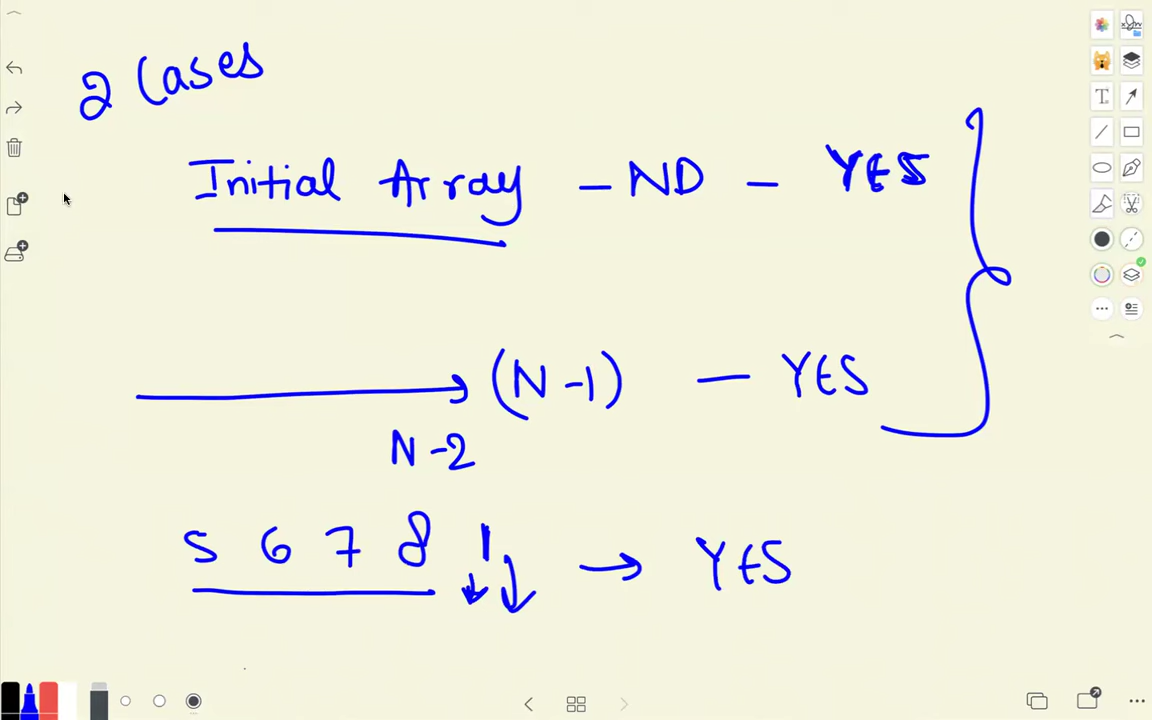 2 Cases
Initial Array - ND - YES
(N-1) - YES
N-2
5 6 7 8 1 → YES